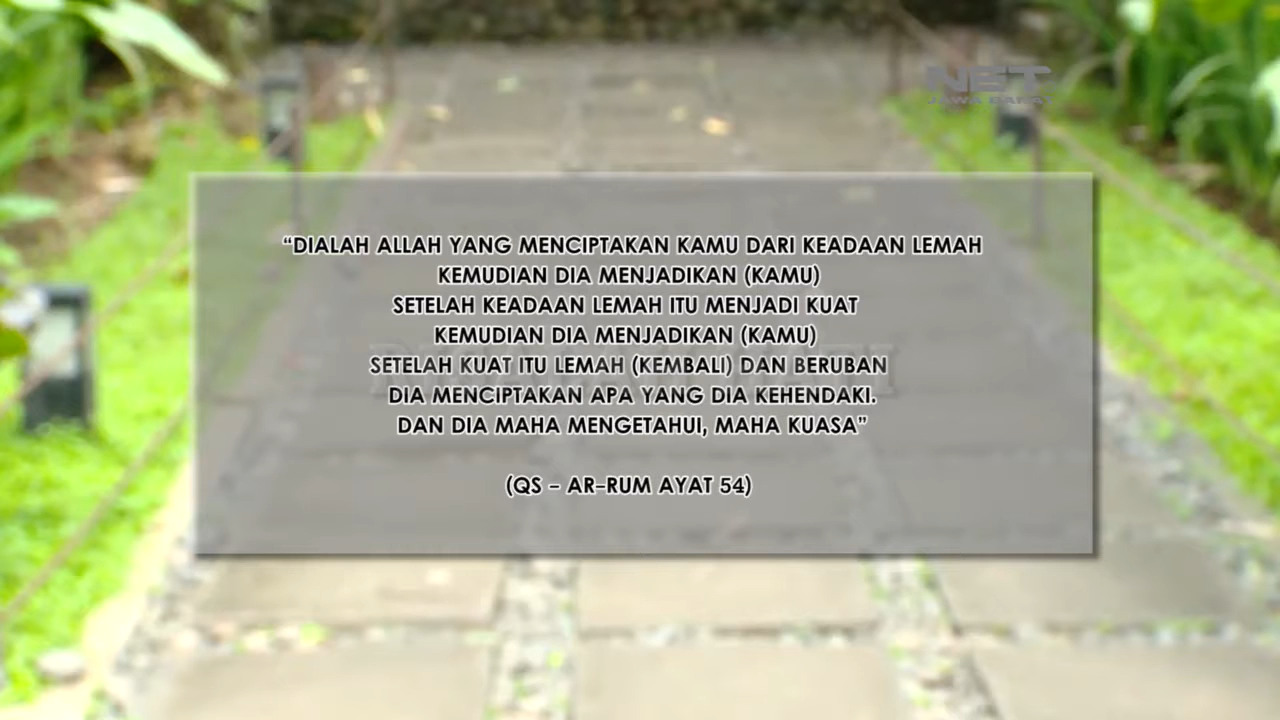 NET.
JAWA BARAT
“DIALAH ALLAH YANG MENCIPTAKAN KAMU DARI KEADAAN LEMAH
KEMUDIAN DIA MENJADIKAN (KAMU)
SETELAH KEADAAN LEMAH ITU MENJADI KUAT
KEMUDIAN DIA MENJADIKAN (KAMU)
SETELAH KUAT ITU LEMAH (KEMBALI) DAN BERUBAN
DIA MENCIPTAKAN APA YANG DIA KEHENDAKI.
DAN DIA MAHA MENGETAHUI, MAHA KUASA”
(QS – AR–RUM AYAT 54)